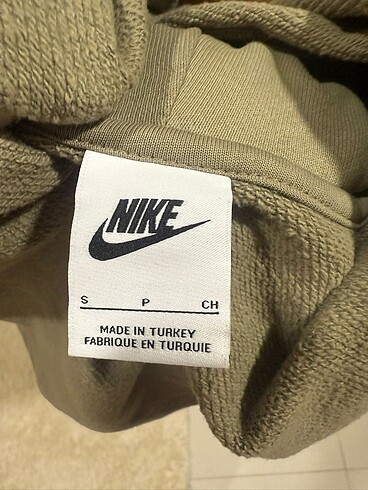 NIKE
S P CH
MADE IN TURKEY
FABRIQUE EN TURQUIE